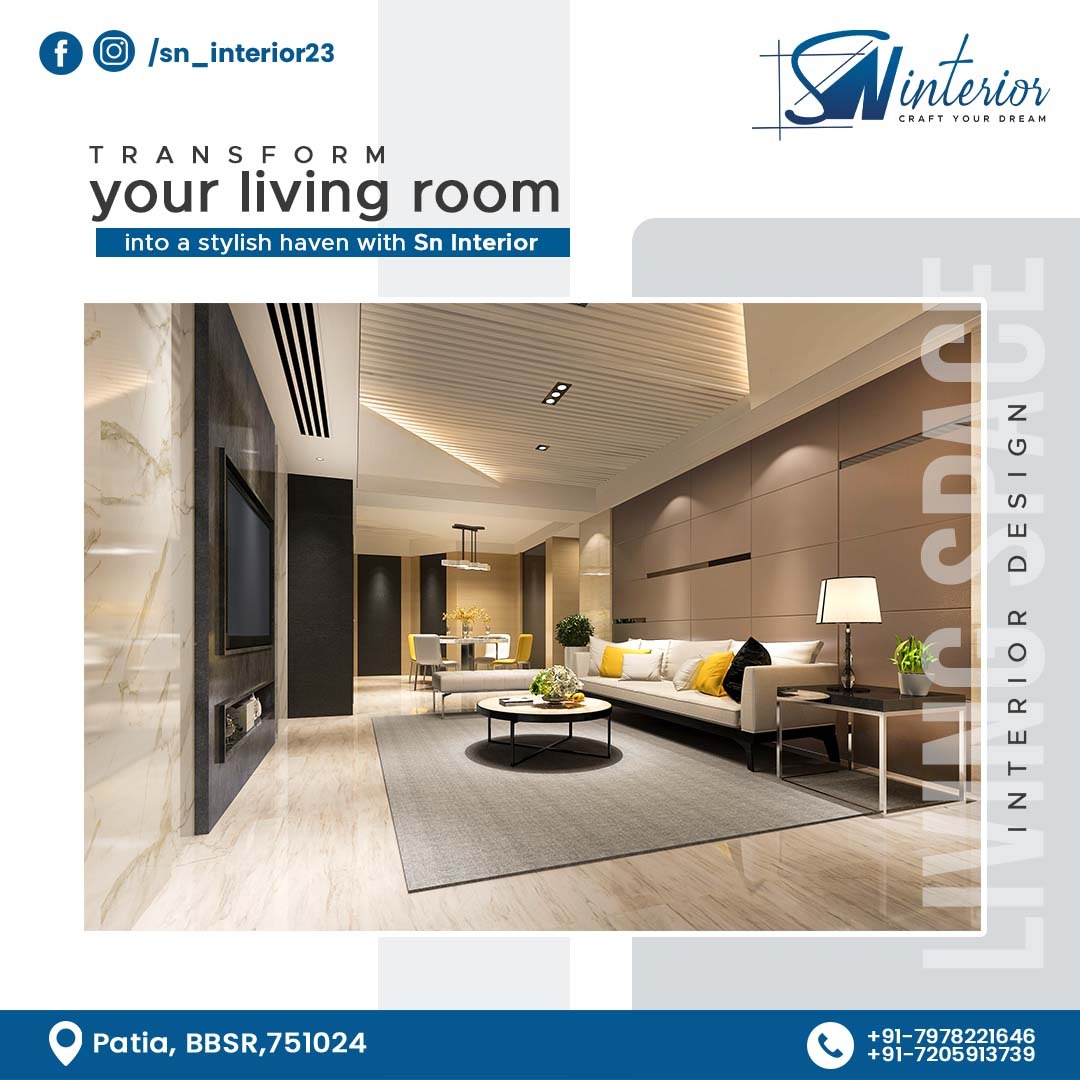 /sn_interior23
SN interior
CRAFT YOUR DREAM
TRANSFORM
your living room
into a stylish haven with Sn Interior
LIVING SPACE
INTERIOR DESIGN
Patia, BBSR,751024
+91-7978221646
+91-7205913739